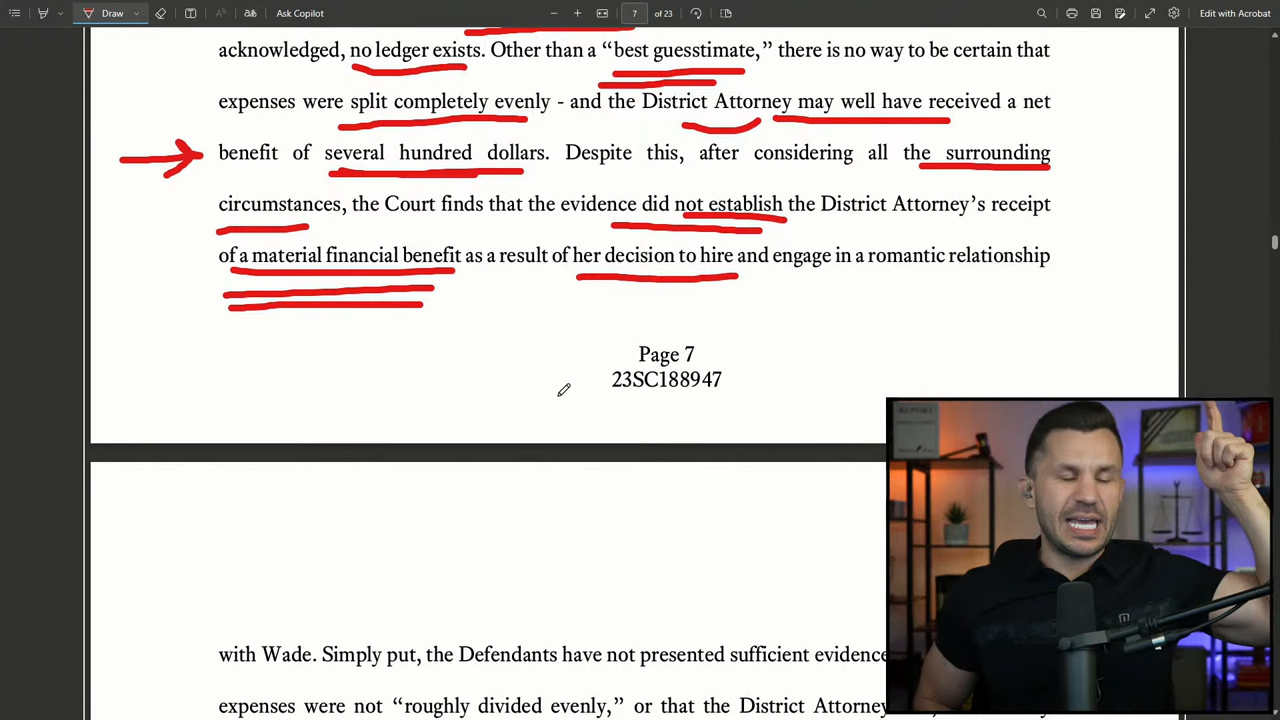 Draw
Ask Copilot
7 of 23
Edit with Acrobat
acknowledged, no ledger exists. Other than a “best guesstimate,” there is no way to be certain that
expenses were split completely evenly - and the District Attorney may well have received a net
benefit of several hundred dollars. Despite this, after considering all the surrounding
circumstances, the Court finds that the evidence did not establish the District Attorney’s receipt
of a material financial benefit as a result of her decision to hire and engage in a romantic relationship
Page 7
23SC188947
with Wade. Simply put, the Defendants have not presented sufficient evidence
expenses were not “roughly divided evenly,” or that the District Attorney
REPORT